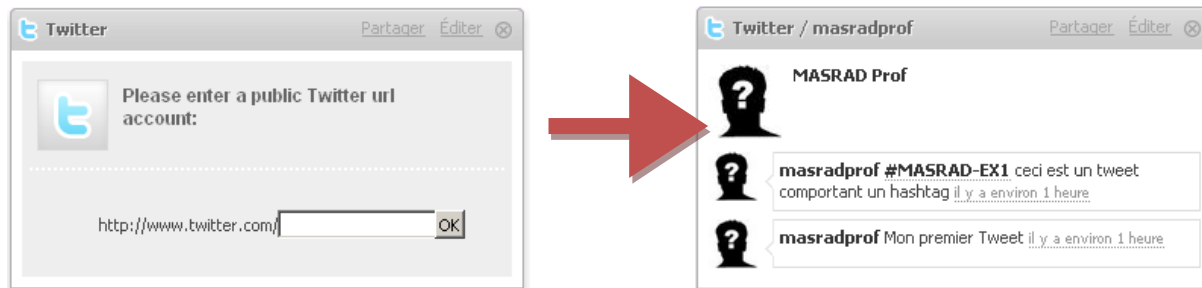 Twitter Partager Éditer
Please enter a public Twitter url
account:
http://www.twitter.com/ OK
Twitter / masradprof Partager Éditer
MASRAD Prof
masradprof #MASRAD-EX1 ceci est un tweet
comportant un hashtag il y a environ 1 heure
masradprof Mon premier Tweet il y a environ 1 heure